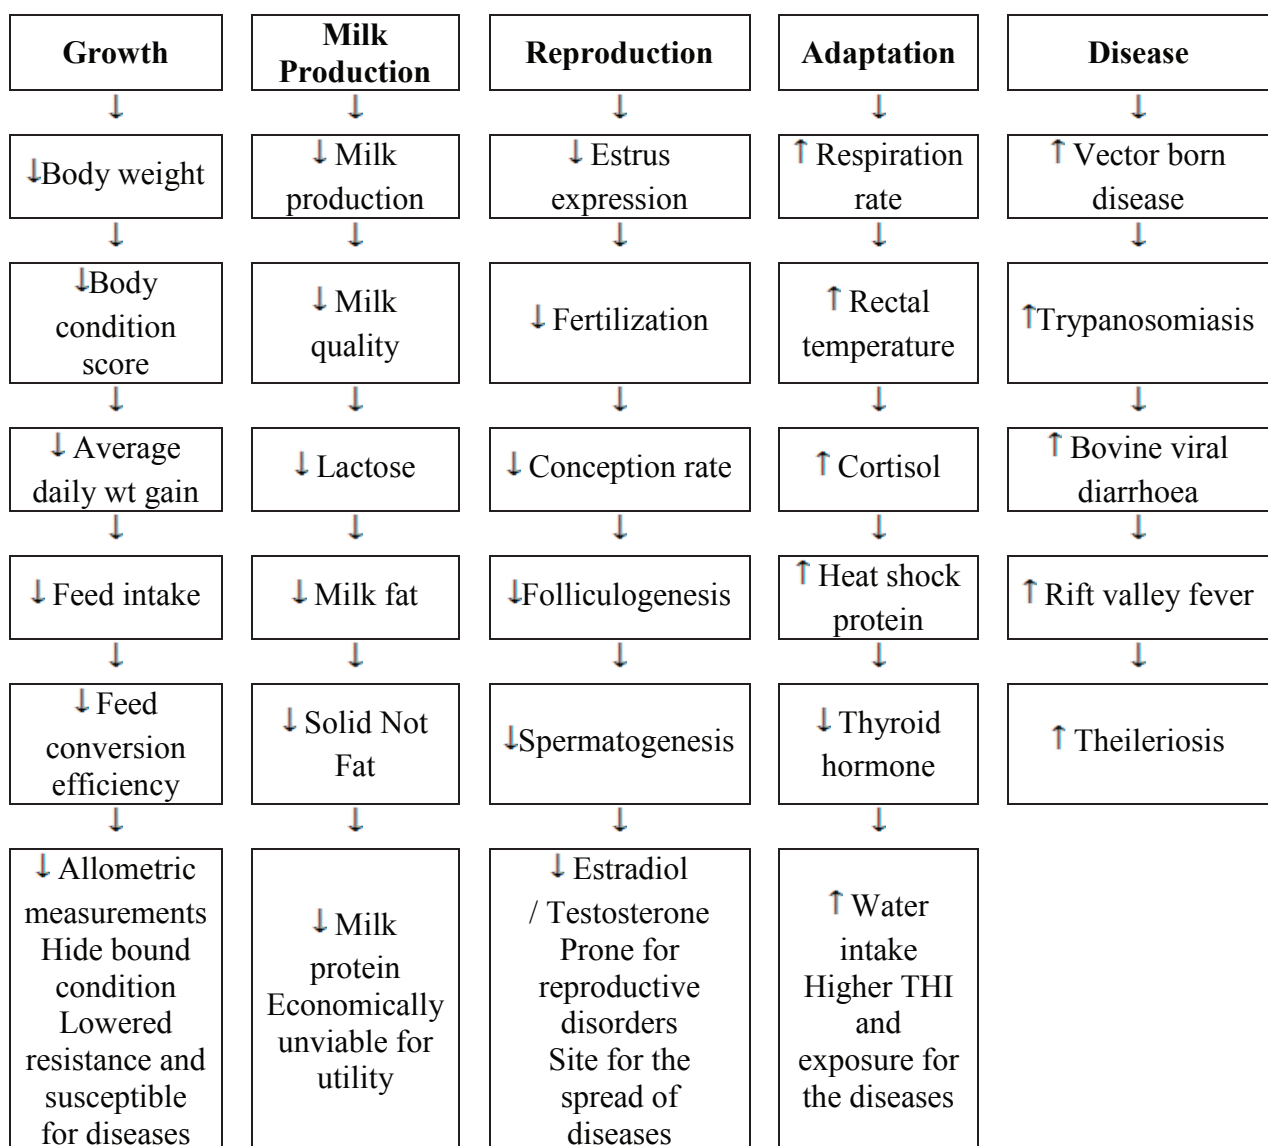 Growth
↓Body weight
↓Body
condition
score
↓ Average
daily wt gain
↓ Feed intake
↓ Feed
conversion
efficiency
↓ Allometric
measurements
Hide bound
condition
Lowered
resistance and
susceptible
for diseases
Milk
Production
↓ Milk
production
↓ Milk
quality
↓ Lactose
↓ Milk fat
↓ Solid Not
Fat
↓ Milk
protein
Economically
unviable for
utility
Reproduction
↓ Estrus
expression
↓ Fertilization
↓ Conception rate
↓Folliculogenesis
↓Spermatogenesis
↓ Estradiol
/ Testosterone
Prone for
reproductive
disorders
Site for the
spread of
diseases
Adaptation
↑ Respiration
rate
↑ Rectal
temperature
↑ Cortisol
↑ Heat shock
protein
↓ Thyroid
hormone
↑ Water
intake
Higher THI
and
exposure for
the diseases
Disease
↑ Vector born
disease
↑Trypanosomiasis
↑ Bovine viral
diarrhoea
↑ Rift valley fever
↑ Theileriosis